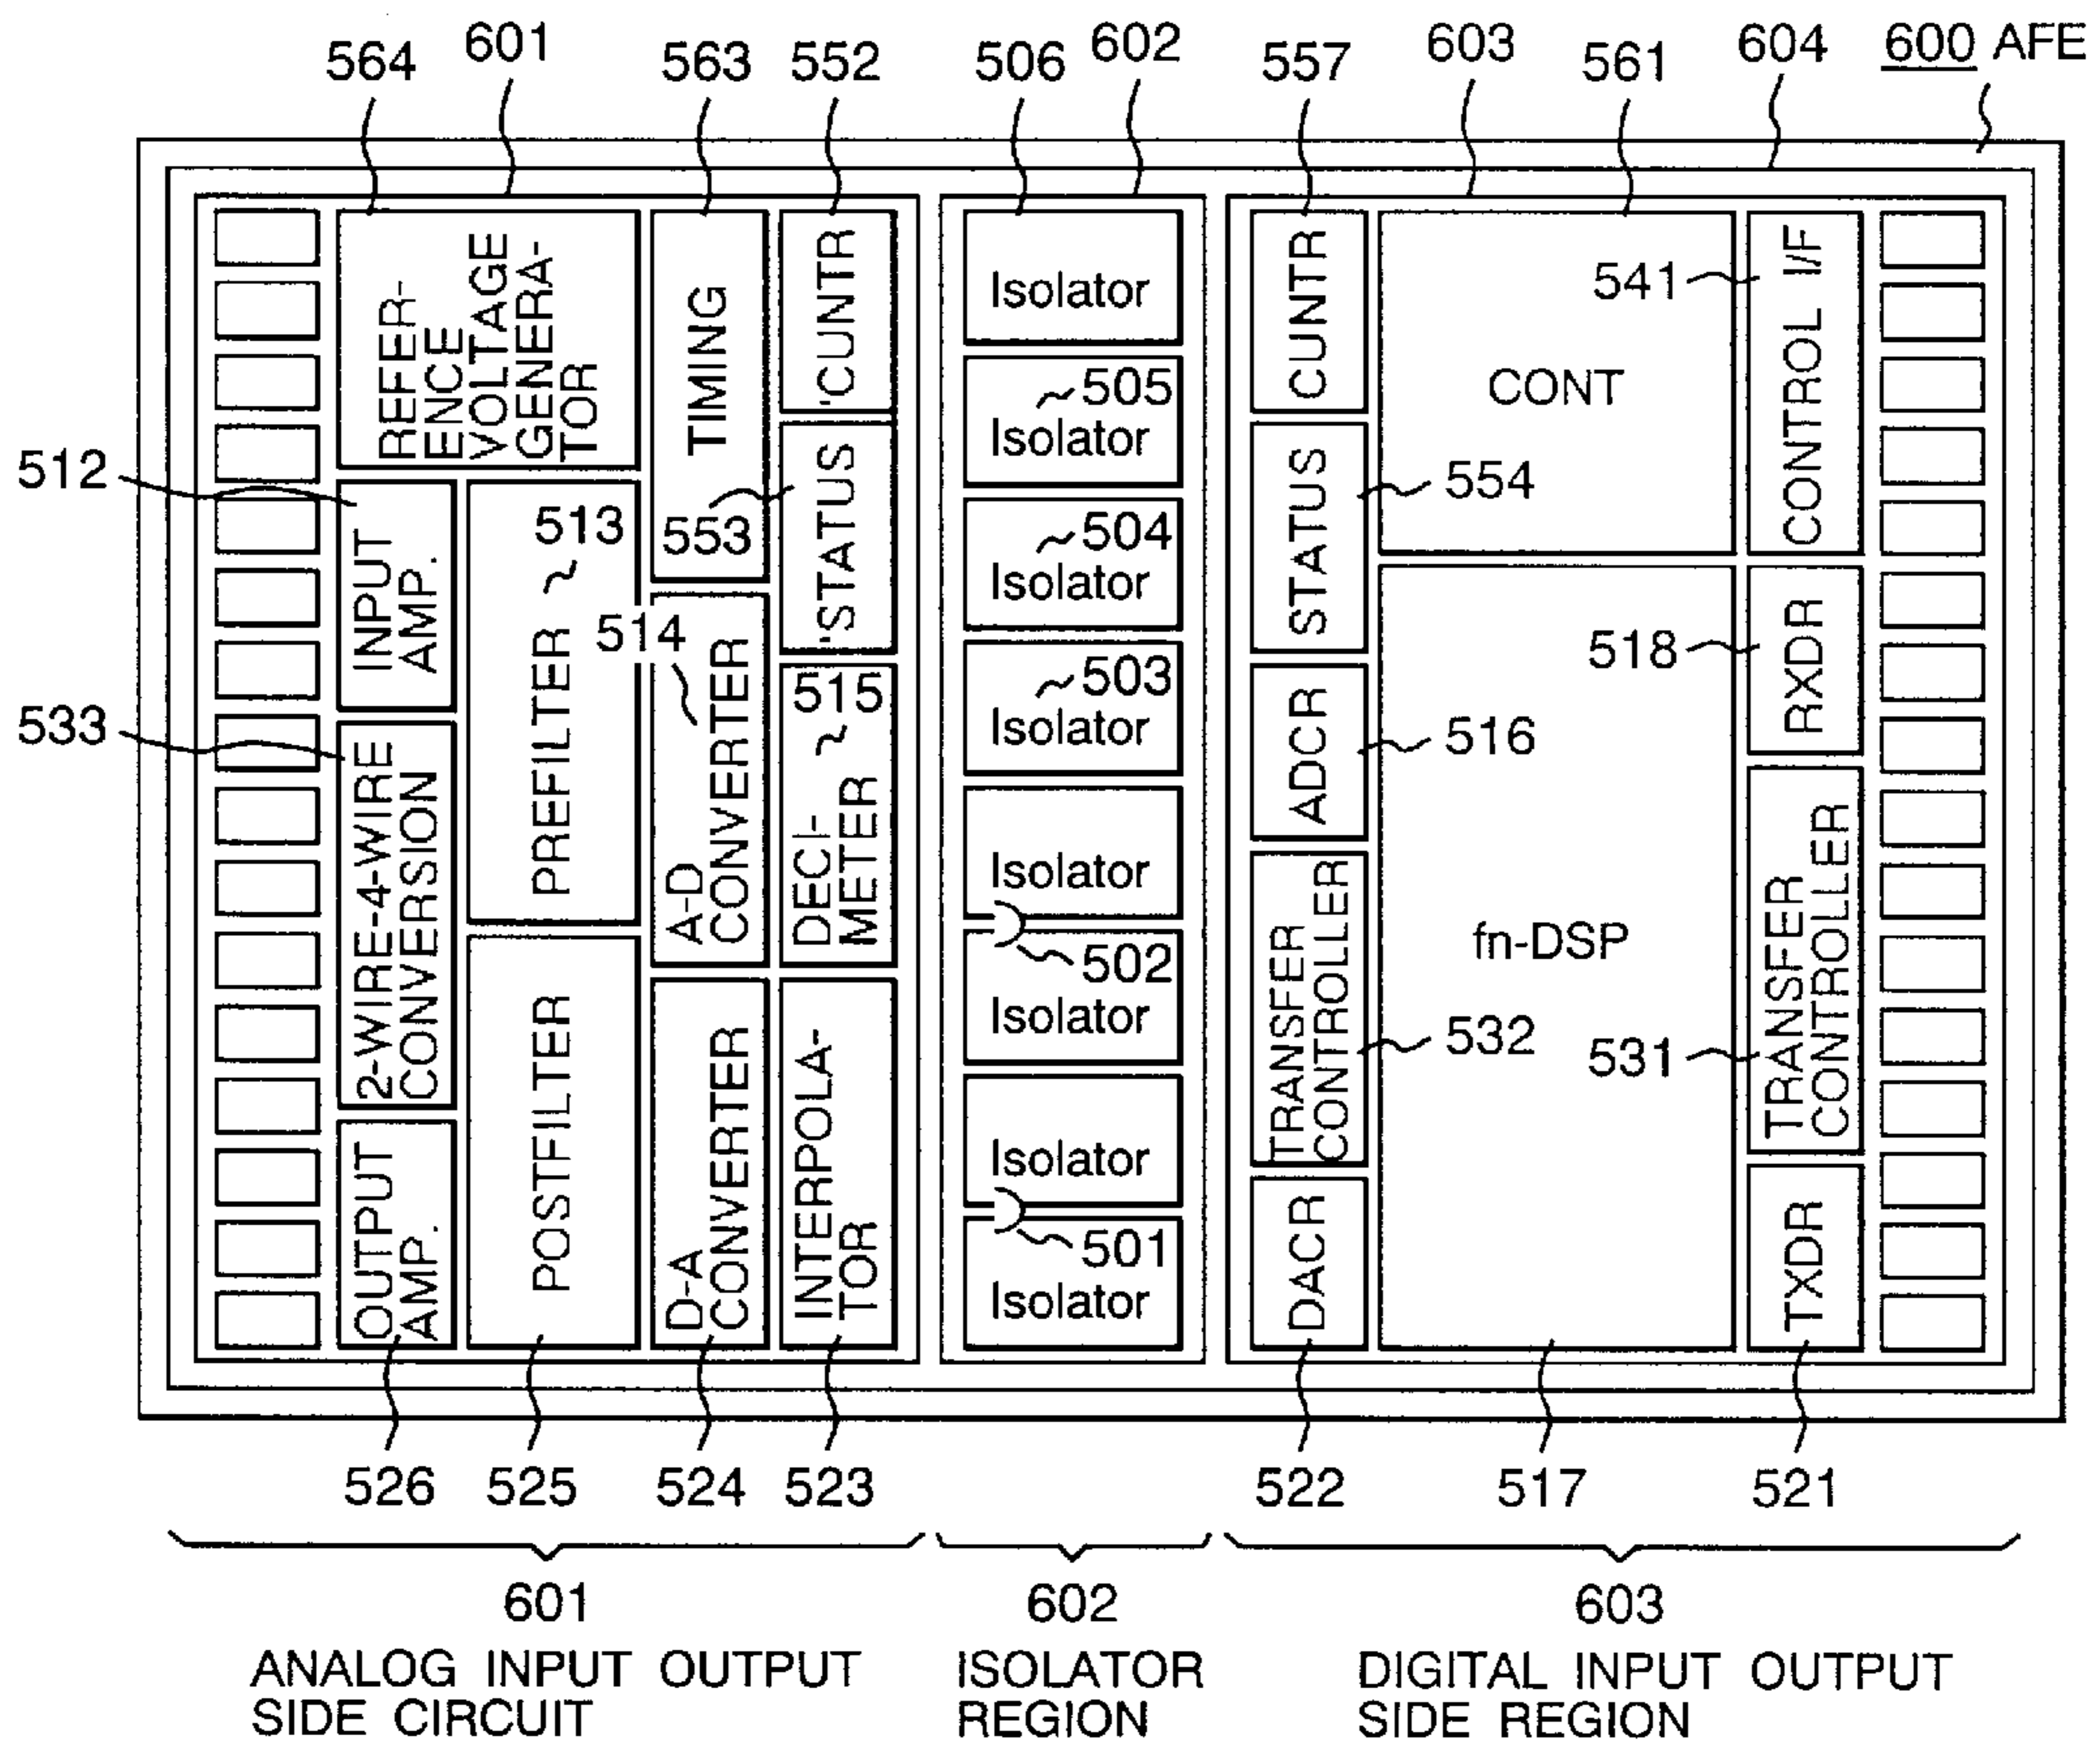 564
601
563
552
506
602
557
603
561
604
600 AFE
REFER-
ENCE
VOLTAGE
GENERA-
TOR
TIMING
'CUNTR
Isolator
CUNTR
CONT
541
CONTROL I/F
512
INPUT
AMP.
513
PREFILTER
553
'STATUS
505
Isolator
504
Isolator
STATUS
554
514
A-D
CONVERTER
515
DECI-
METER
503
Isolator
ADCR
516
518
RXDR
533
2-WIRE-4-WIRE
CONVERSION
Isolator
502
Isolator
TRANSFER
CONTROLLER
532
fn-DSP
531
TRANSFER
CONTROLLER
OUTPUT
AMP.
POSTFILTER
D-A
CONVERTER
INTERPOLA-
TOR
Isolator
501
Isolator
DACR
TXDR
526
525
524
523
522
517
521
601
602
603
ANALOG INPUT OUTPUT
SIDE CIRCUIT
ISOLATOR
REGION
DIGITAL INPUT OUTPUT
SIDE REGION